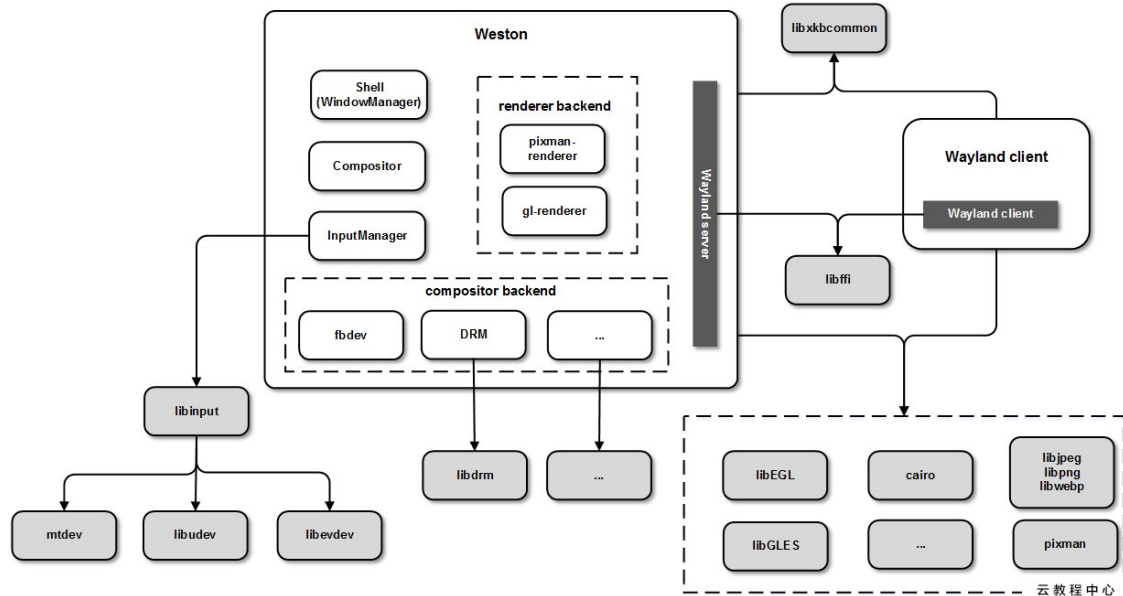 Weston
libxkbcommon
Shell
(WindowManager)
renderer backend
pixman-
renderer
Compositor
gl-renderer
InputManager
Wayland server
Wayland client
Wayland client
libffi
compositor backend
fbdev
DRM
...
libinput
libdrm
...
mtdev
libudev
libevdev
libEGL
cairo
libjpeg
libpng
libwebp
libGLES
...
pixman
云教程中心